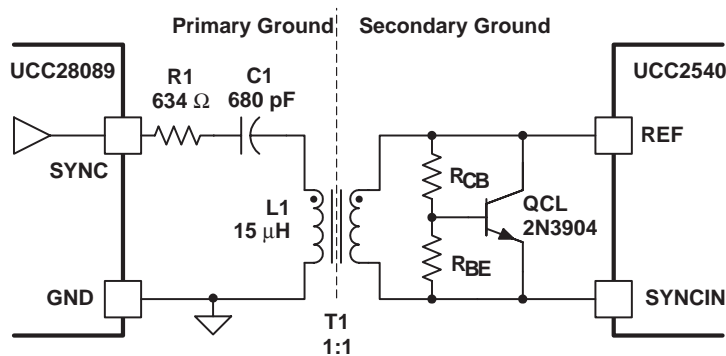 Primary Ground
Secondary Ground
UCC28089
R1
634 Ω
C1
680 pF
UCC2540
SYNC
REF
L1
15 μH
RCB
QCL
2N3904
RBE
GND
SYNCIN
T1
1:1